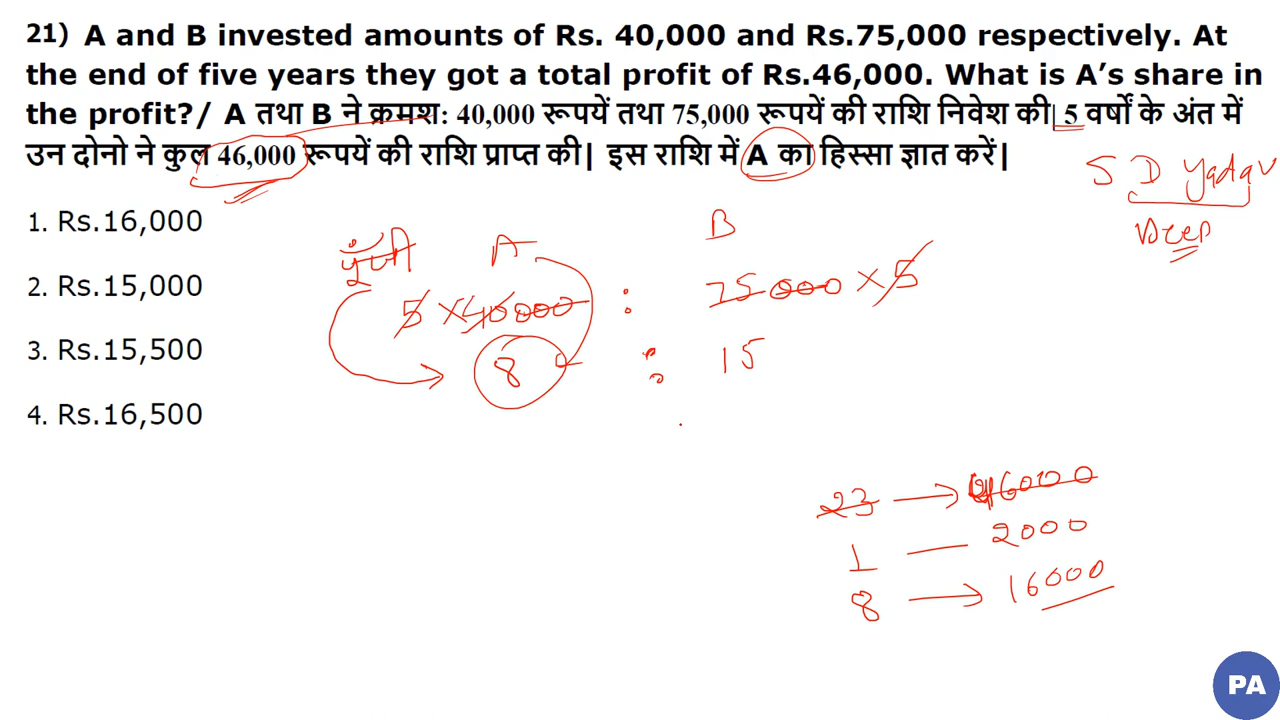 21) A and B invested amounts of Rs. 40,000 and Rs.75,000 respectively. At
the end of five years they got a total profit of Rs.46,000. What is A’s share in
the profit?/ A तथा B ने क्रमश: 40,000 रूपयें तथा 75,000 रूपयें की राशि निवेश की| 5 वर्षो के अंत में
उन दोनो ने कुल 46,000 रूपयें की राशि प्राप्त की| इस राशि में A का हिस्सा ज्ञात करें|
S D Yadav
Deep
1. Rs.16,000
2. Rs.15,000
3. Rs.15,500
4. Rs.16,500
पूंजी A B
5 × 40000 : 75000 × 5
8 : 15
23 → 46000
1 — 2000
8 → 16000
PA